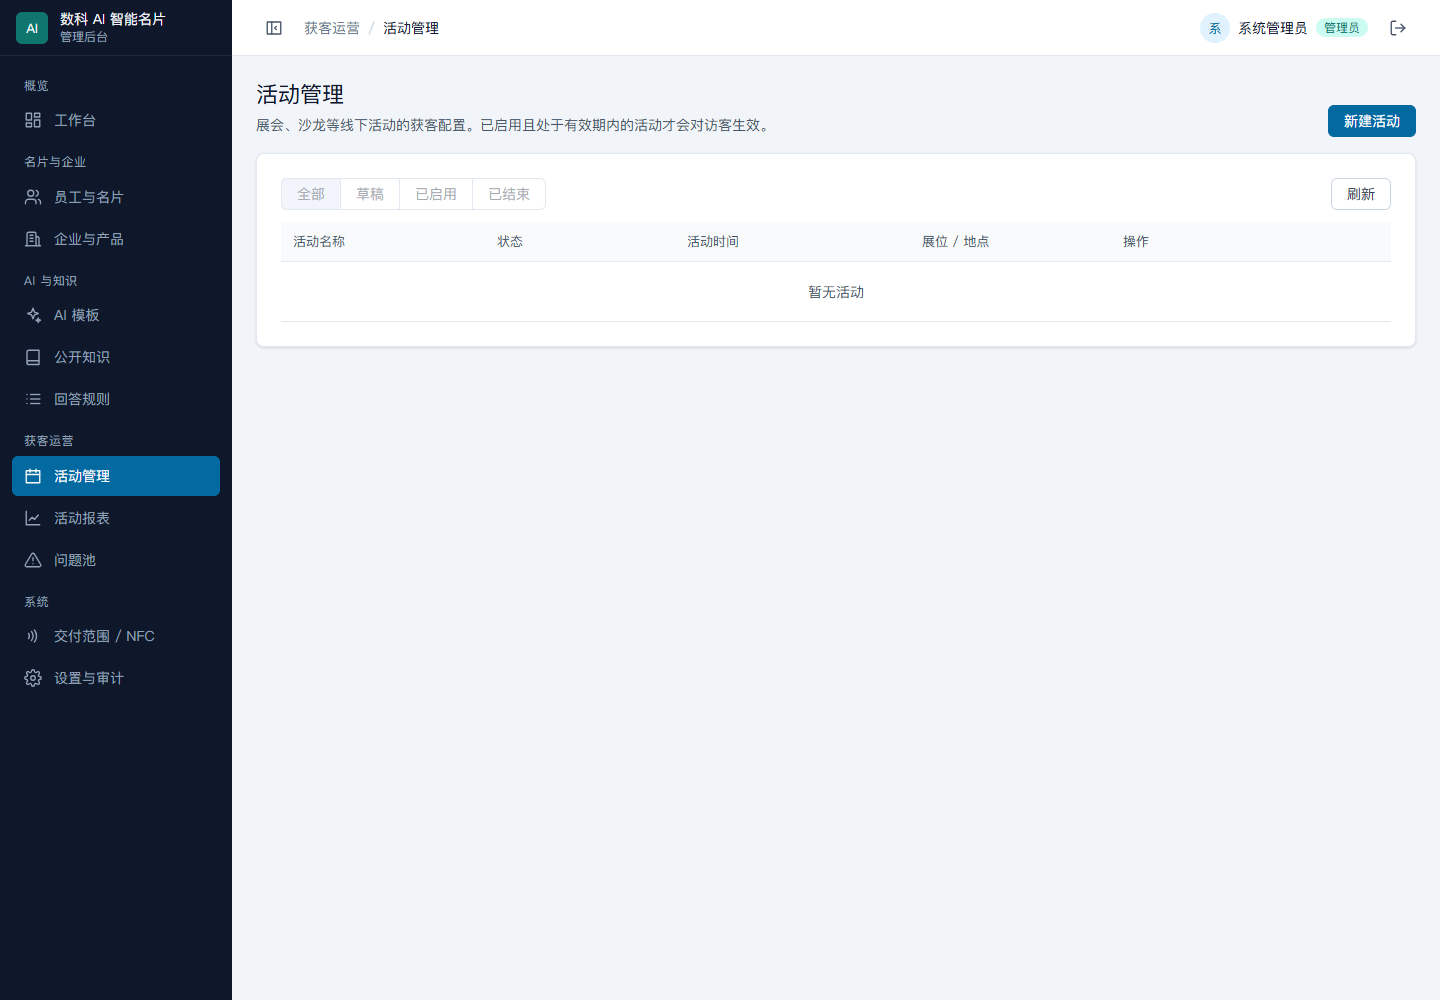 AI
数科 AI 智能名片
管理后台
概览
工作台
名片与企业
员工与名片
企业与产品
AI 与知识
AI 模板
公开知识
回答规则
获客运营
活动管理
活动报表
问题池
系统
交付范围 / NFC
设置与审计
获客运营 / 活动管理
系 系统管理员 管理员
活动管理
展会、沙龙等线下活动的获客配置。已启用且处于有效期内的活动才会对访客生效。
新建活动
全部 草稿 已启用 已结束
刷新
活动名称 状态 活动时间 展位 / 地点 操作
暂无活动